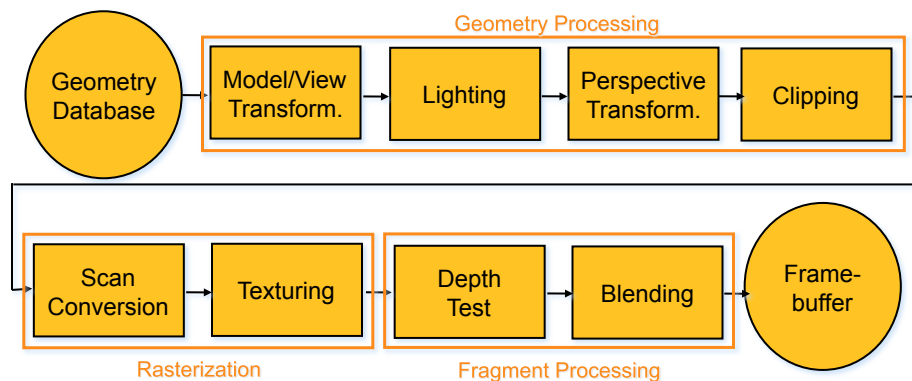 Geometry Processing
Geometry
Database
Model/View
Transform.
Lighting
Perspective
Transform.
Clipping
Scan
Conversion
Texturing
Depth
Test
Blending
Frame-
buffer
Rasterization
Fragment Processing